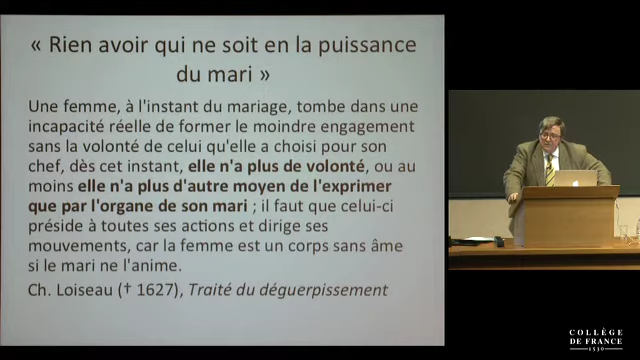 « Rien avoir qui ne soit en la puissance
du mari »
Une femme, à l'instant du mariage, tombe dans une
incapacité réelle de former le moindre engagement
sans la volonté de celui qu'elle a choisi pour son
chef, dès cet instant, elle n'a plus de volonté, ou au
moins elle n'a plus d'autre moyen de l'exprimer
que par l'organe de son mari ; il faut que celui-ci
préside à toutes ses actions et dirige ses
mouvements, car la femme est un corps sans âme
si le mari ne l'anime.
Ch. Loiseau († 1627), Traité du déguerpissement
COLLÈGE
DE FRANCE
1530